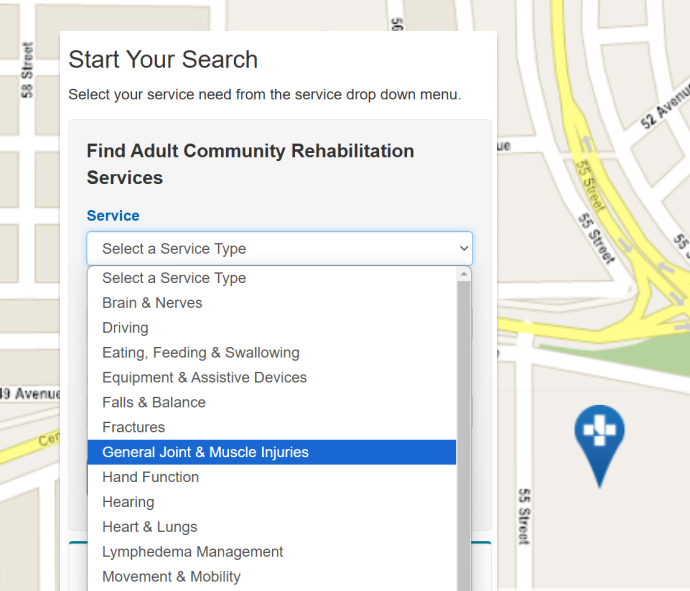 56
58 Street
Start Your Search
Select your service need from the service drop down menu.
52 Avenu
Find Adult Community Rehabilitation
Services
ue
55 Street
55 Street
55
Service
Select a Service Type
Select a Service Type
Brain & Nerves
Driving
Eating, Feeding & Swallowing
Equipment & Assistive Devices
49 Avenue
Falls & Balance
Fractures
Cen
General Joint & Muscle Injuries
Hand Function
Hearing
55 Street
Heart & Lungs
Lymphedema Management
Movement & Mobility